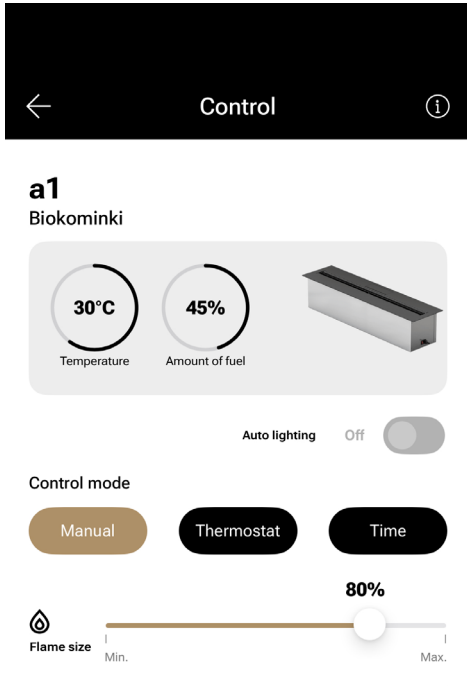 Control
a1
Biokominki
30°C
45%
Temperature
Amount of fuel
Auto lighting Off
Control mode
Manual Thermostat Time
80%
Flame size
Min. Max.